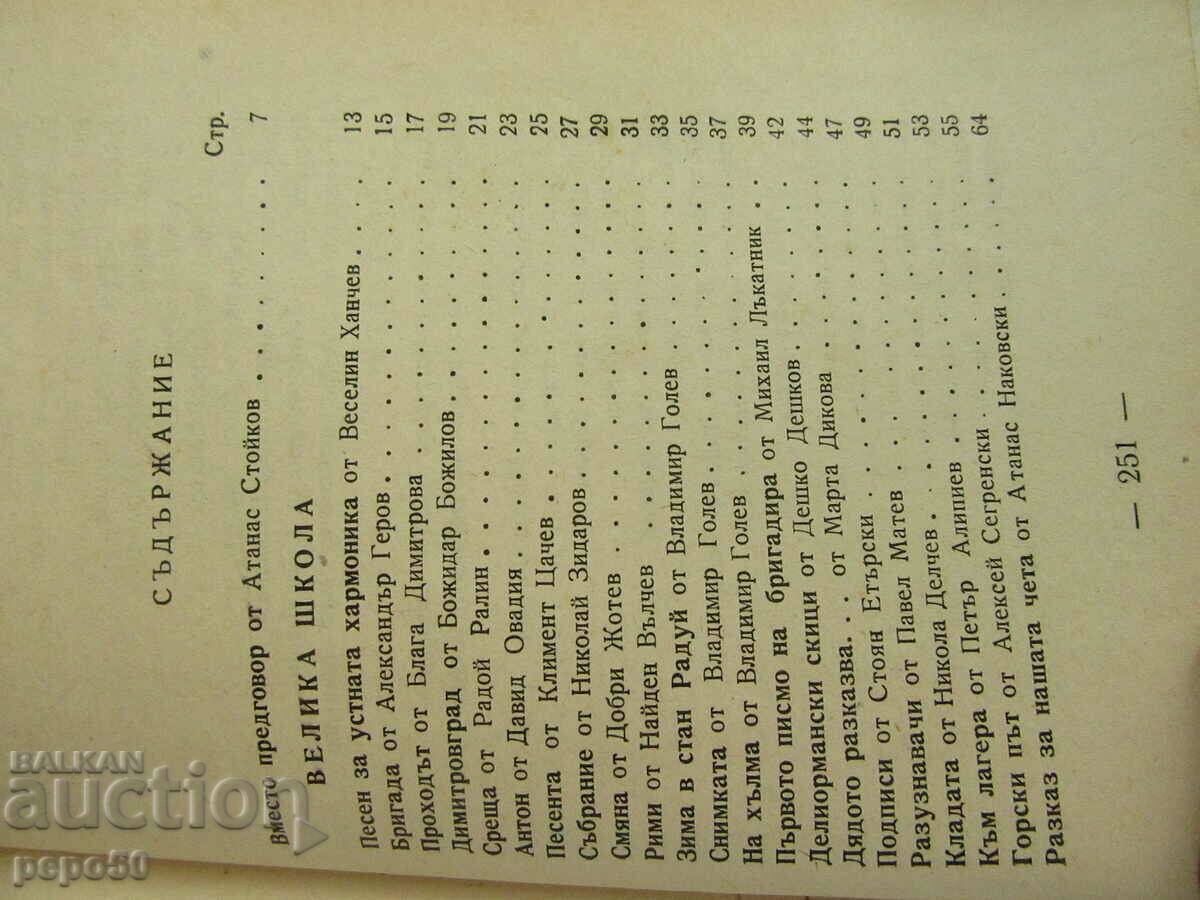 СЪДЪРЖАНИЕ
Стр.
Вместо предговор от Атанас Стойков . . . . . . . 7
ВЕЛИКА ШКОЛА
Песен за устната хармоника от Веселин Ханчев . . . . 13
Бригада от Александър Геров . . . . . . . . . 15
Проходът от Блага Димитрова . . . . . . . . . 17
Димитровград от Божидар Божилов . . . . . . . 19
Среща от Радой Ралин . . . . . . . . . . . 21
Антон от Давид Овадия . . . . . . . . . . . 23
Песента от Климент Цачев . . . . . . . . . . 25
Събрание от Николай Зидаров . . . . . . . . . 27
Смяна от Добри Жотев . . . . . . . . . . . 29
Рими от Найден Вълчев . . . . . . . . . . . 31
Зима в стан Радуй от Владимир Голев . . . . . . 33
Снимката от Владимир Голев . . . . . . . . . 35
На хълма от Владимир Голев . . . . . . . . . 37
Първото писмо на бригадира от Михаил Лъкатник . . 39
Делиормански скици от Дешко Дешков . . . . . . 42
Дядото разказва. . . от Марта Дикова . . . . . . 44
Подписи от Стоян Етърски . . . . . . . . . . 47
Разузнавачи от Павел Матев . . . . . . . . . 49
Кладата от Никола Делчев . . . . . . . . . . 51
Към лагера от Петър Алипиев . . . . . . . . . 53
Горски път от Алексей Сегренски . . . . . . . . 55
Разказ за нашата чета от Атанас Наковски . . . . 64
— 251 —
BALKAN
auction
pepo50